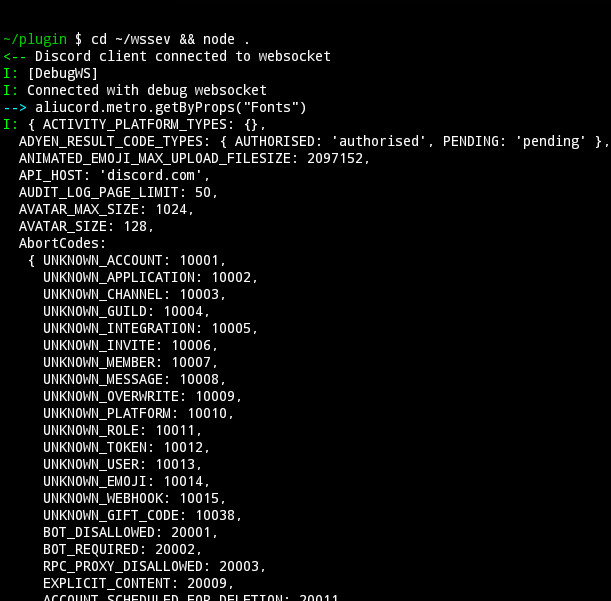 ~/plugin $ cd ~/wssev && node .
<-- Discord client connected to websocket
I: [DebugWS]
I: Connected with debug websocket
--> aliucord.metro.getByProps("Fonts")
I: { ACTIVITY_PLATFORM_TYPES: {},
ADYEN_RESULT_CODE_TYPES: { AUTHORISED: 'authorised', PENDING: 'pending' },
ANIMATED_EMOJI_MAX_UPLOAD_FILESIZE: 2097152,
API_HOST: 'discord.com',
AUDIT_LOG_PAGE_LIMIT: 50,
AVATAR_MAX_SIZE: 1024,
AVATAR_SIZE: 128,
AbortCodes:
{ UNKNOWN_ACCOUNT: 10001,
UNKNOWN_APPLICATION: 10002,
UNKNOWN_CHANNEL: 10003,
UNKNOWN_GUILD: 10004,
UNKNOWN_INTEGRATION: 10005,
UNKNOWN_INVITE: 10006,
UNKNOWN_MEMBER: 10007,
UNKNOWN_MESSAGE: 10008,
UNKNOWN_OVERWRITE: 10009,
UNKNOWN_PLATFORM: 10010,
UNKNOWN_ROLE: 10011,
UNKNOWN_TOKEN: 10012,
UNKNOWN_USER: 10013,
UNKNOWN_EMOJI: 10014,
UNKNOWN_WEBHOOK: 10015,
UNKNOWN_GIFT_CODE: 10038,
BOT_DISALLOWED: 20001,
BOT_REQUIRED: 20002,
RPC_PROXY_DISALLOWED: 20003,
EXPLICIT_CONTENT: 20009,
ACCOUNT_SCHEDULED_FOR_DELETION: 20011,